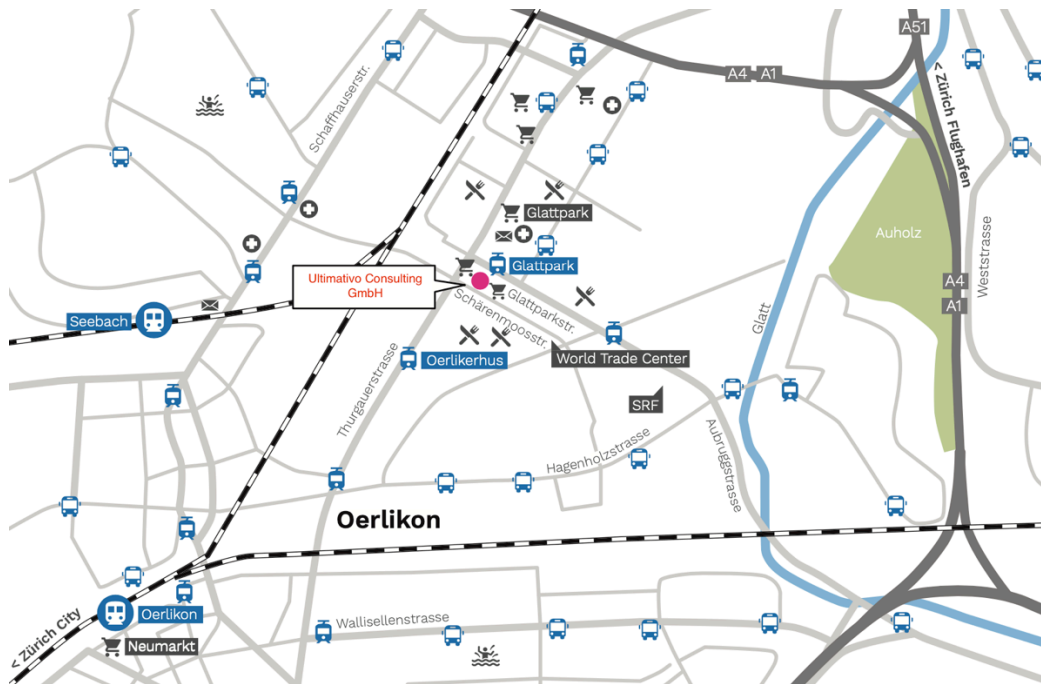 A51
A4 A1
< Zürich Flughafen
Schaffhauserstr.
Glattpark
Auholz
Weststrasse
Glattpark
Ultimativo Consulting
GmbH
A4
A1
Glattparkstr.
Schärenmoosstr.
Glatt
Seebach
Oerlikerhus
World Trade Center
Thurgauerstrasse
SRF
Aubruggstrasse
Hagenholzstrasse
Oerlikon
Oerlikon
Wallisellenstrasse
< Zürich City
Neumarkt